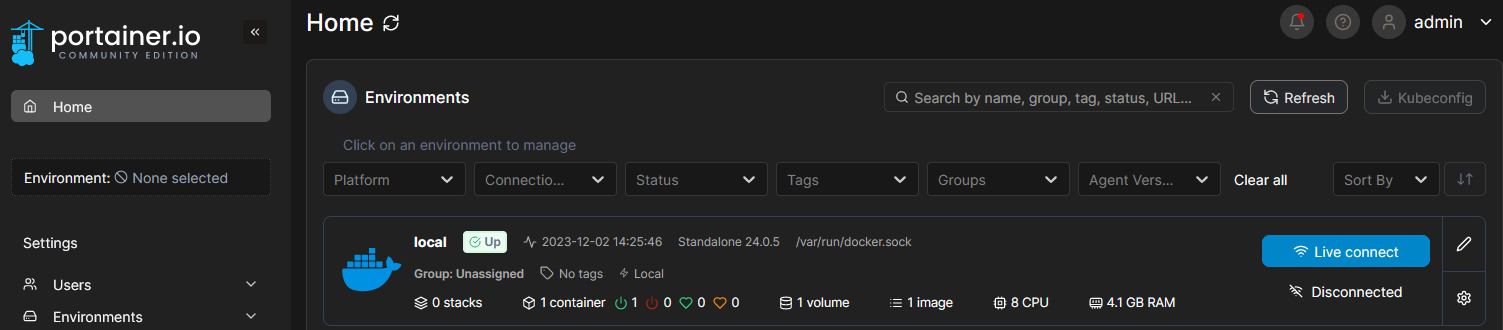 portainer.io
COMMUNITY EDITION
Home
Environment: None selected
Settings
Users
Environments
Home
admin
Environments
Search by name, group, tag, status, URL...
Refresh
Kubeconfig
Click on an environment to manage
Platform
Connectio...
Status
Tags
Groups
Agent Vers...
Clear all
Sort By
local Up 2023-12-02 14:25:46 Standalone 24.0.5 /var/run/docker.sock
Group: Unassigned No tags Local
0 stacks 1 container 1 0 0 0 1 volume 1 image 8 CPU 4.1 GB RAM
Live connect
Disconnected